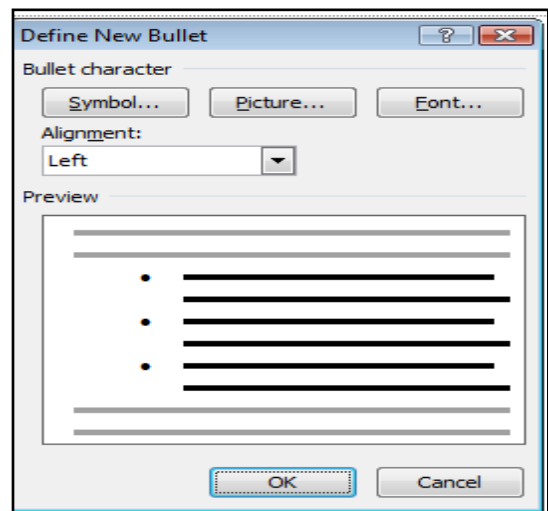 Define New Bullet
Bullet character
Symbol... Picture... Font...
Alignment:
Left
Preview
OK Cancel